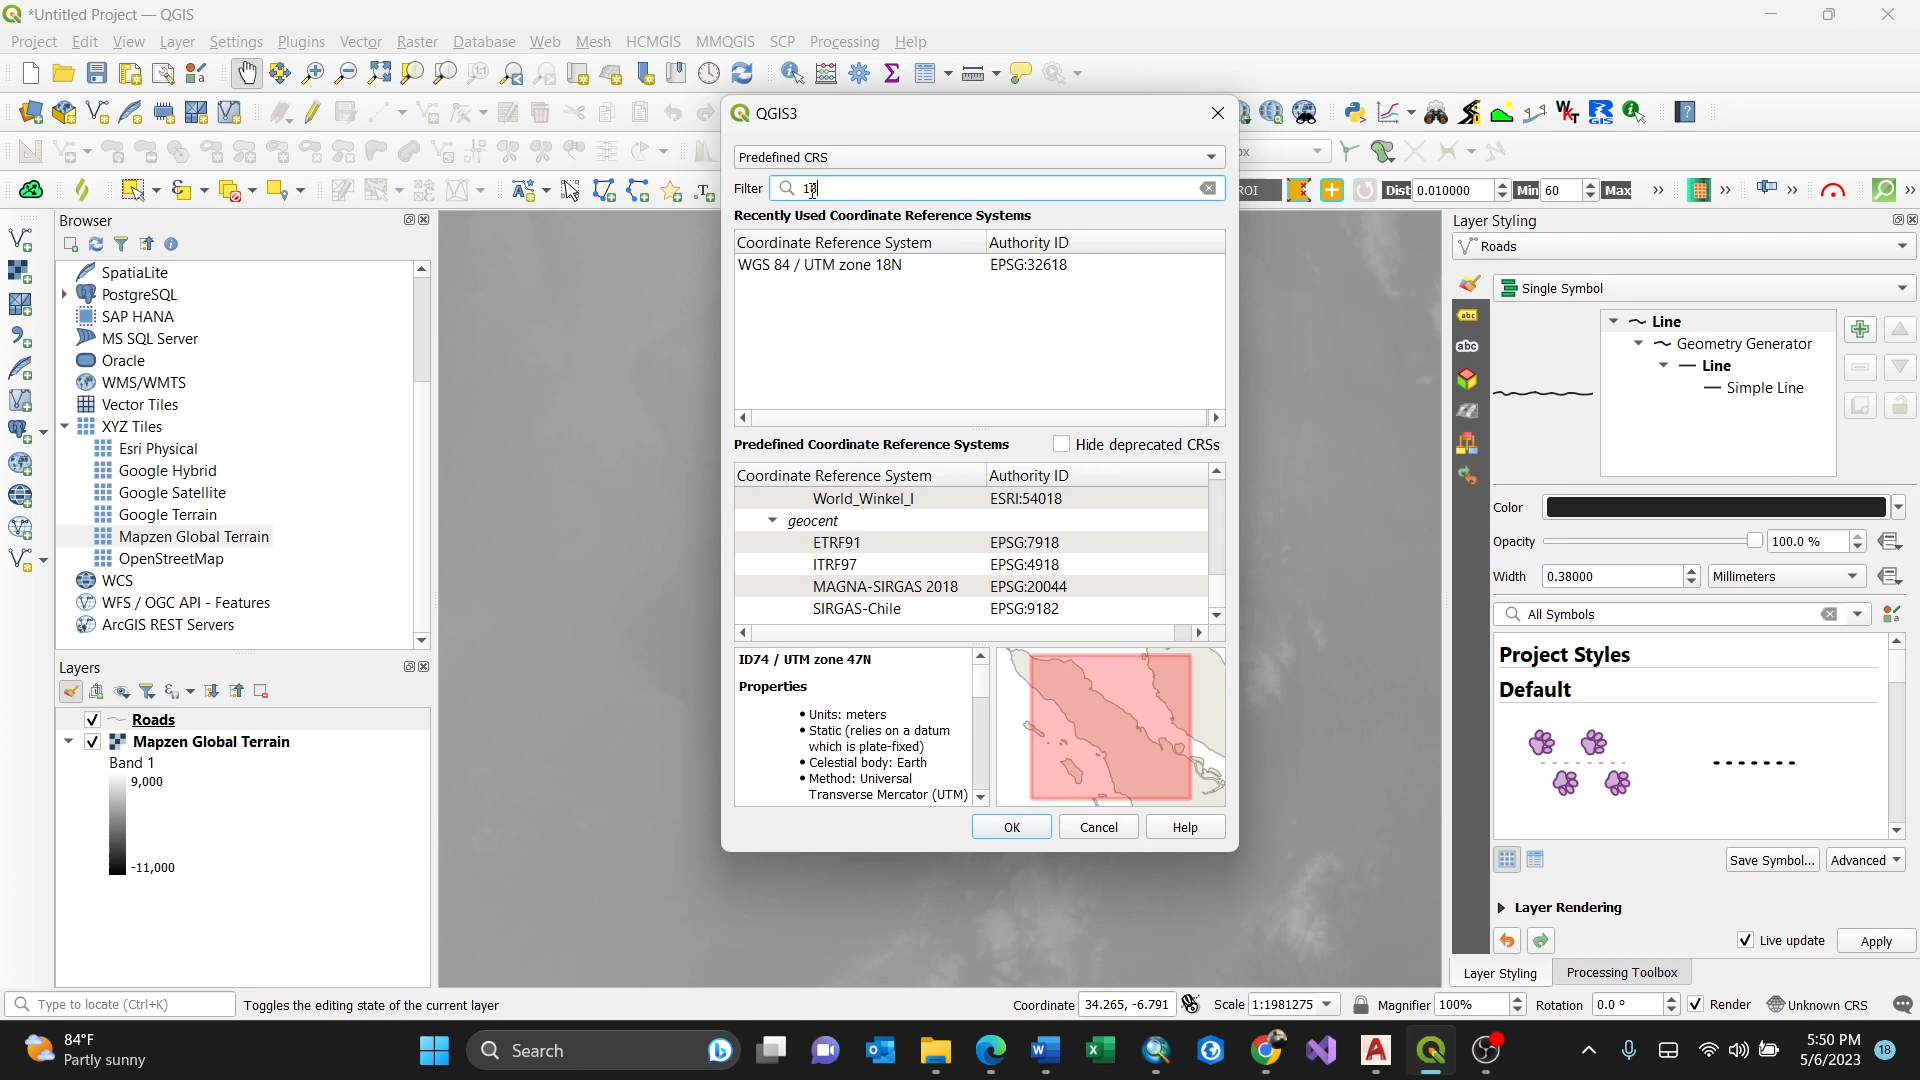 *Untitled Project — QGIS
Project Edit View Layer Settings Plugins Vector Raster Database Web Mesh HCMGIS MMQGIS SCP Processing Help
QGIS3
Predefined CRS
Filter 18
ROI Dist 0.010000 Min 60 Max
Recently Used Coordinate Reference Systems
Coordinate Reference System Authority ID
WGS 84 / UTM zone 18N EPSG:32618
Predefined Coordinate Reference Systems Hide deprecated CRSs
Coordinate Reference System Authority ID
World_Winkel_I ESRI:54018
geocent
ETRF91 EPSG:7918
ITRF97 EPSG:4918
MAGNA-SIRGAS 2018 EPSG:20044
SIRGAS-Chile EPSG:9182
ID74 / UTM zone 47N
Properties
• Units: meters
• Static (relies on a datum
which is plate-fixed)
• Celestial body: Earth
• Method: Universal
Transverse Mercator (UTM)
OK Cancel Help
Browser
SpatiaLite
PostgreSQL
SAP HANA
MS SQL Server
Oracle
WMS/WMTS
Vector Tiles
XYZ Tiles
Esri Physical
Google Hybrid
Google Satellite
Google Terrain
Mapzen Global Terrain
OpenStreetMap
WCS
WFS / OGC API - Features
ArcGIS REST Servers
Layers
Roads
Mapzen Global Terrain
Band 1
9,000
-11,000
Layer Styling
Roads
Single Symbol
Line
Geometry Generator
Line
Simple Line
Color
Opacity 100.0 %
Width 0.38000 Millimeters
All Symbols
Project Styles
Default
Save Symbol... Advanced
Layer Rendering
Live update Apply
Layer Styling Processing Toolbox
Type to locate (Ctrl+K) Toggles the editing state of the current layer Coordinate 34.265, -6.791 Scale 1:1981275 Magnifier 100% Rotation 0.0 ° Render Unknown CRS
84°F
Partly sunny
Search
5:50 PM
5/6/2023
18